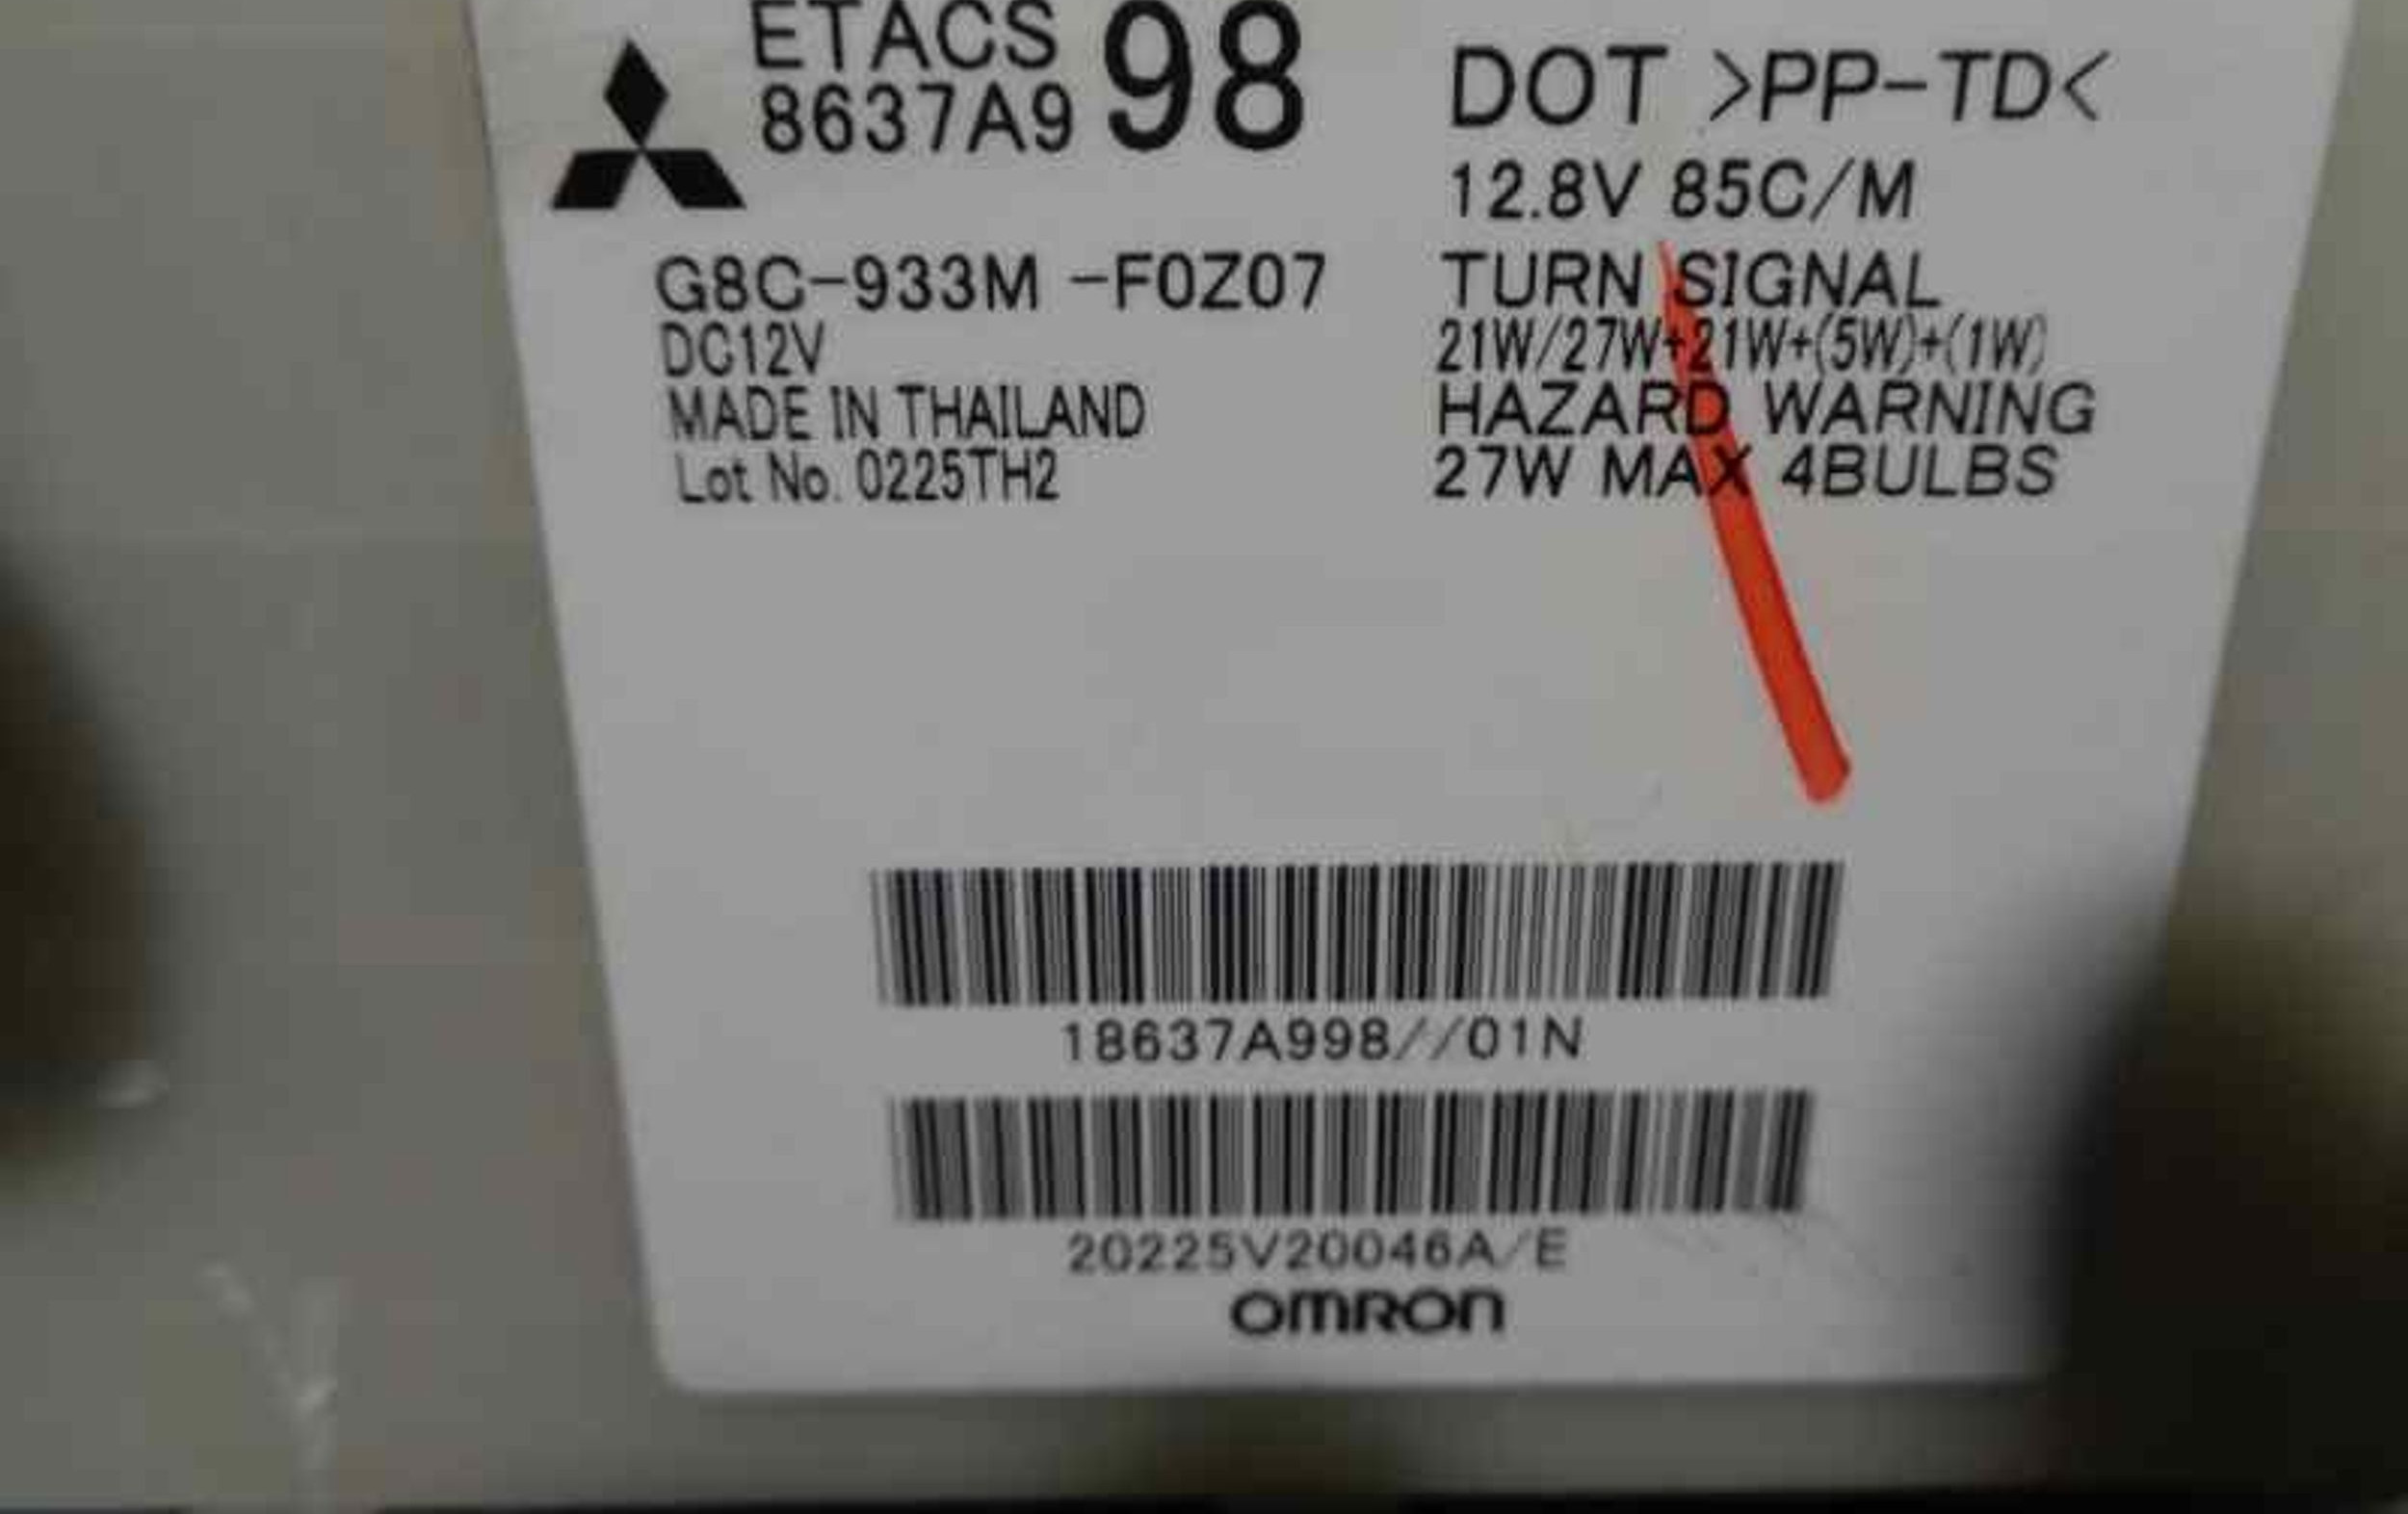 ETACS
8637A9 98
G8C-933M -F0Z07
DC12V
MADE IN THAILAND
Lot No. 0225TH2
DOT >PP-TD<
12.8V 85C/M
TURN SIGNAL
21W/27W+21W+(5W)+(1W)
HAZARD WARNING
27W MAX 4BULBS
18637A998//01N
20225V20046A/E
OMRON